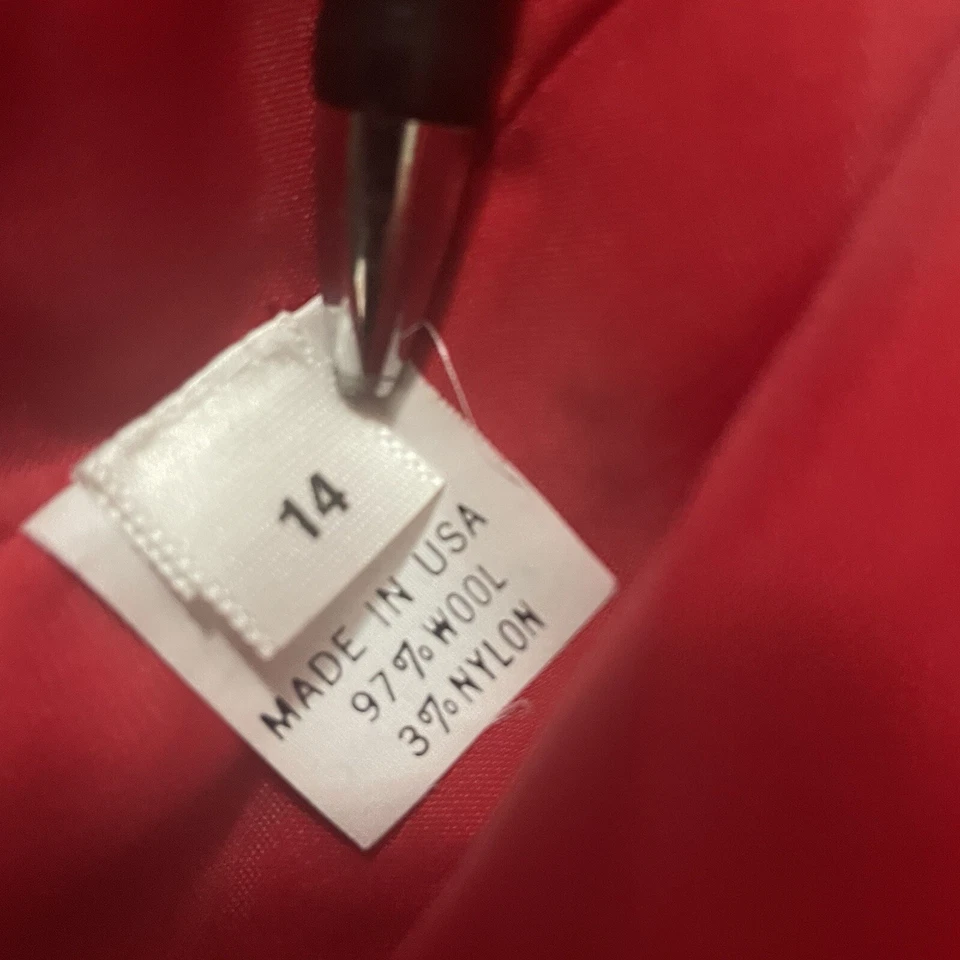 14
MADE IN USA
97% WOOL
3% NYLON